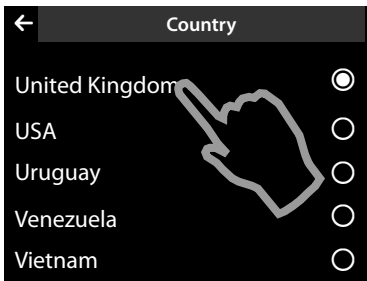 Country
United Kingdom
USA
Uruguay
Venezuela
Vietnam